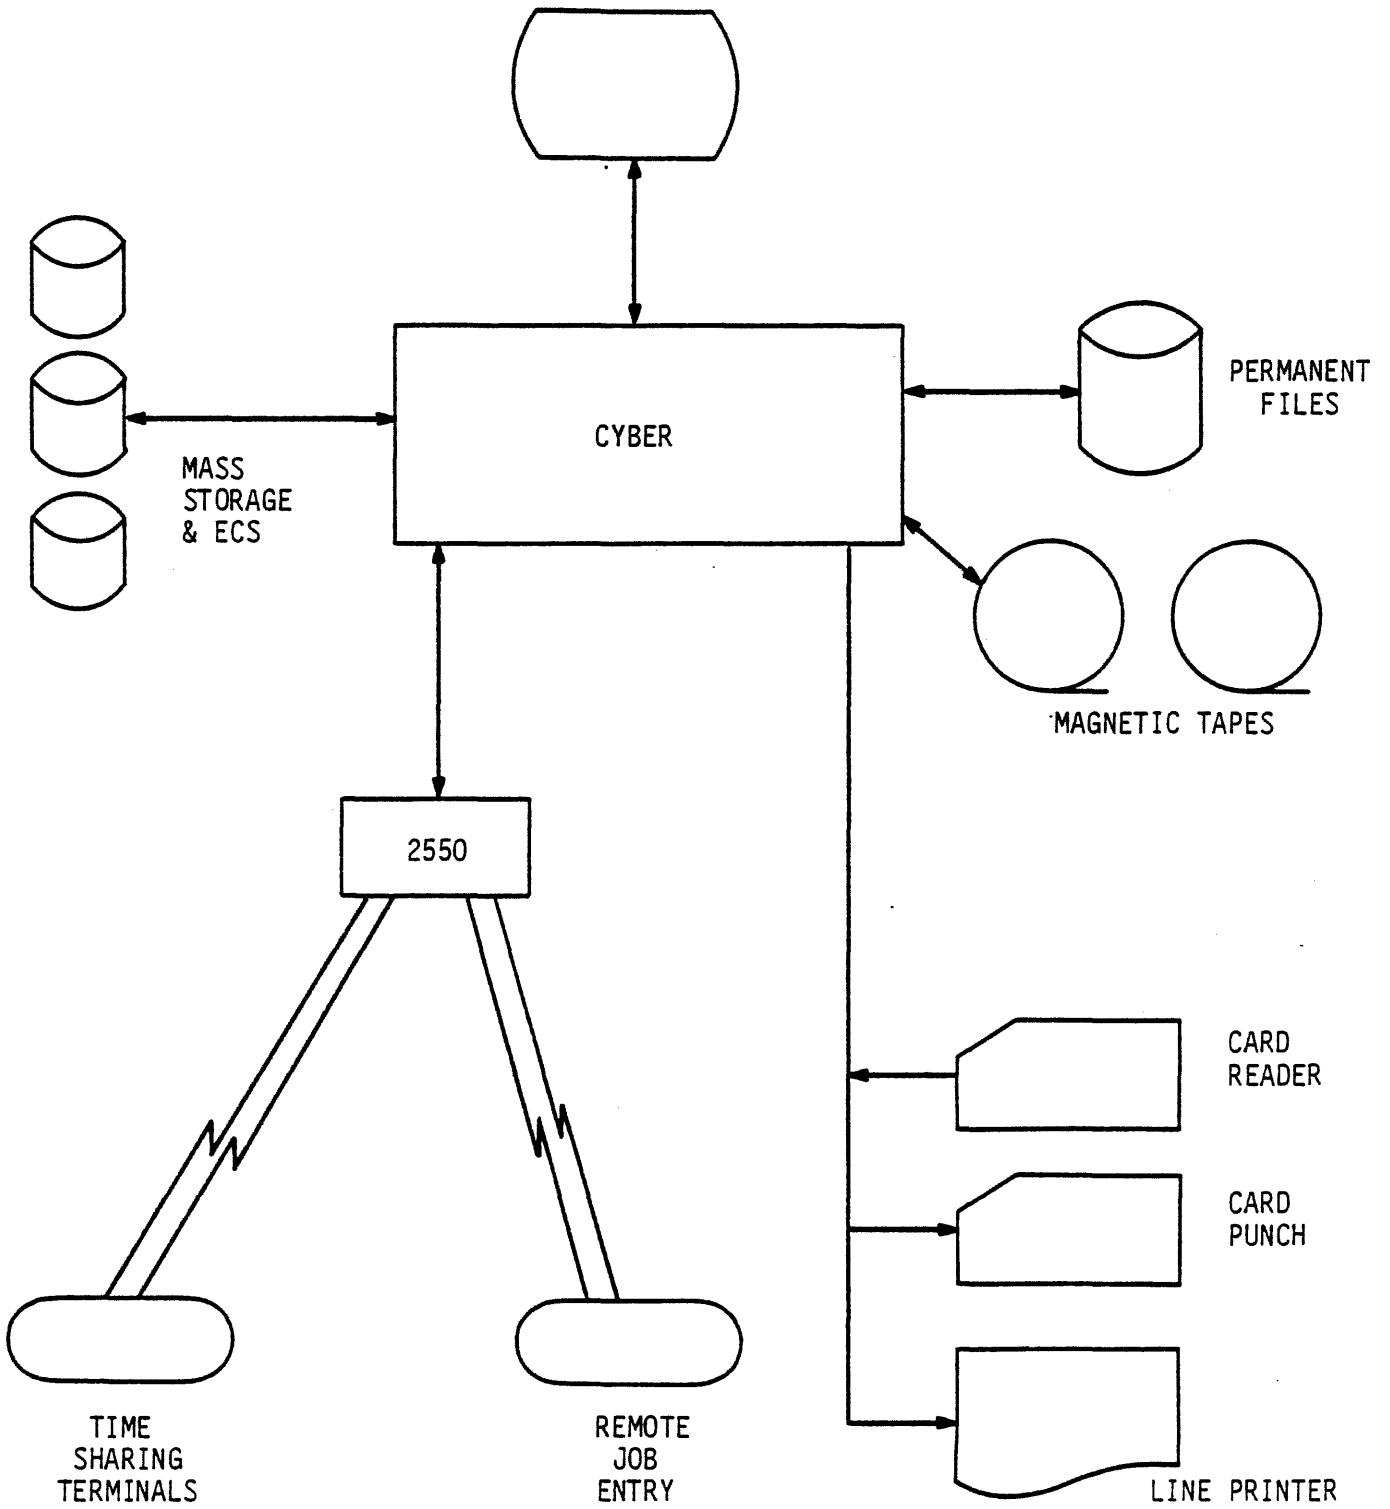 PERMANENT
FILES
CYBER
MASS
STORAGE
& ECS
MAGNETIC TAPES
2550
CARD
READER
CARD
PUNCH
TIME
SHARING
TERMINALS
REMOTE
JOB
ENTRY
LINE PRINTER